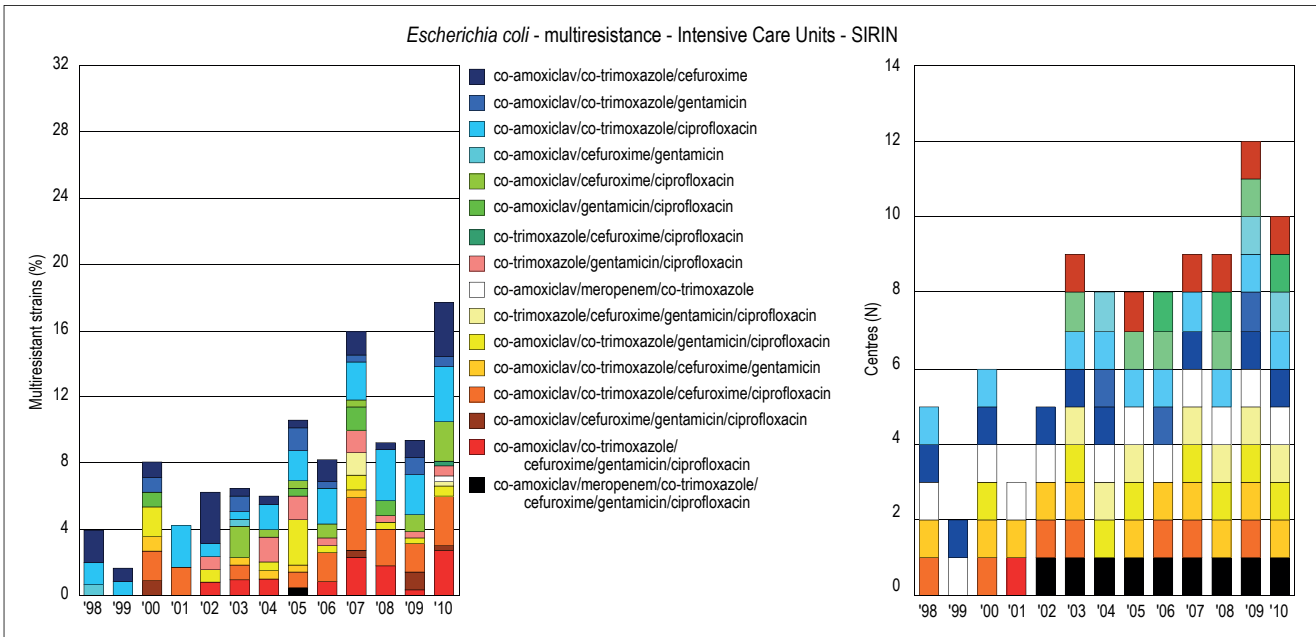 Escherichia coli - multiresistance - Intensive Care Units - SIRIN
32
28
24
20
16
12
8
4
0
Multiresistant strains (%)
'98 '99 '00 '01 '02 '03 '04 '05 '06 '07 '08 '09 '10
co-amoxiclav/co-trimoxazole/cefuroxime
co-amoxiclav/co-trimoxazole/gentamicin
co-amoxiclav/co-trimoxazole/ciprofloxacin
co-amoxiclav/cefuroxime/gentamicin
co-amoxiclav/cefuroxime/ciprofloxacin
co-amoxiclav/gentamicin/ciprofloxacin
co-trimoxazole/cefuroxime/ciprofloxacin
co-trimoxazole/gentamicin/ciprofloxacin
co-amoxiclav/meropenem/co-trimoxazole
co-trimoxazole/cefuroxime/gentamicin/ciprofloxacin
co-amoxiclav/co-trimoxazole/gentamicin/ciprofloxacin
co-amoxiclav/co-trimoxazole/cefuroxime/gentamicin
co-amoxiclav/co-trimoxazole/cefuroxime/ciprofloxacin
co-amoxiclav/cefuroxime/gentamicin/ciprofloxacin
co-amoxiclav/co-trimoxazole/
cefuroxime/gentamicin/ciprofloxacin
co-amoxiclav/meropenem/co-trimoxazole/
cefuroxime/gentamicin/ciprofloxacin
14
12
10
8
6
4
2
0
Centres (N)
'98 '99 '00 '01 '02 '03 '04 '05 '06 '07 '08 '09 '10